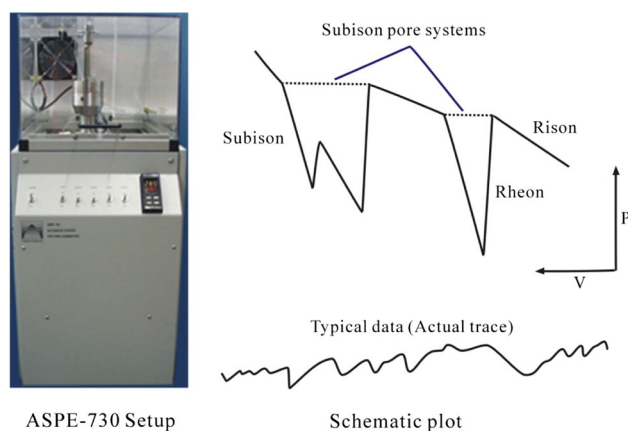 Subison pore systems
Subison
Rison
Rheon
P
V
Typical data (Actual trace)
ASPE-730 Setup
Schematic plot